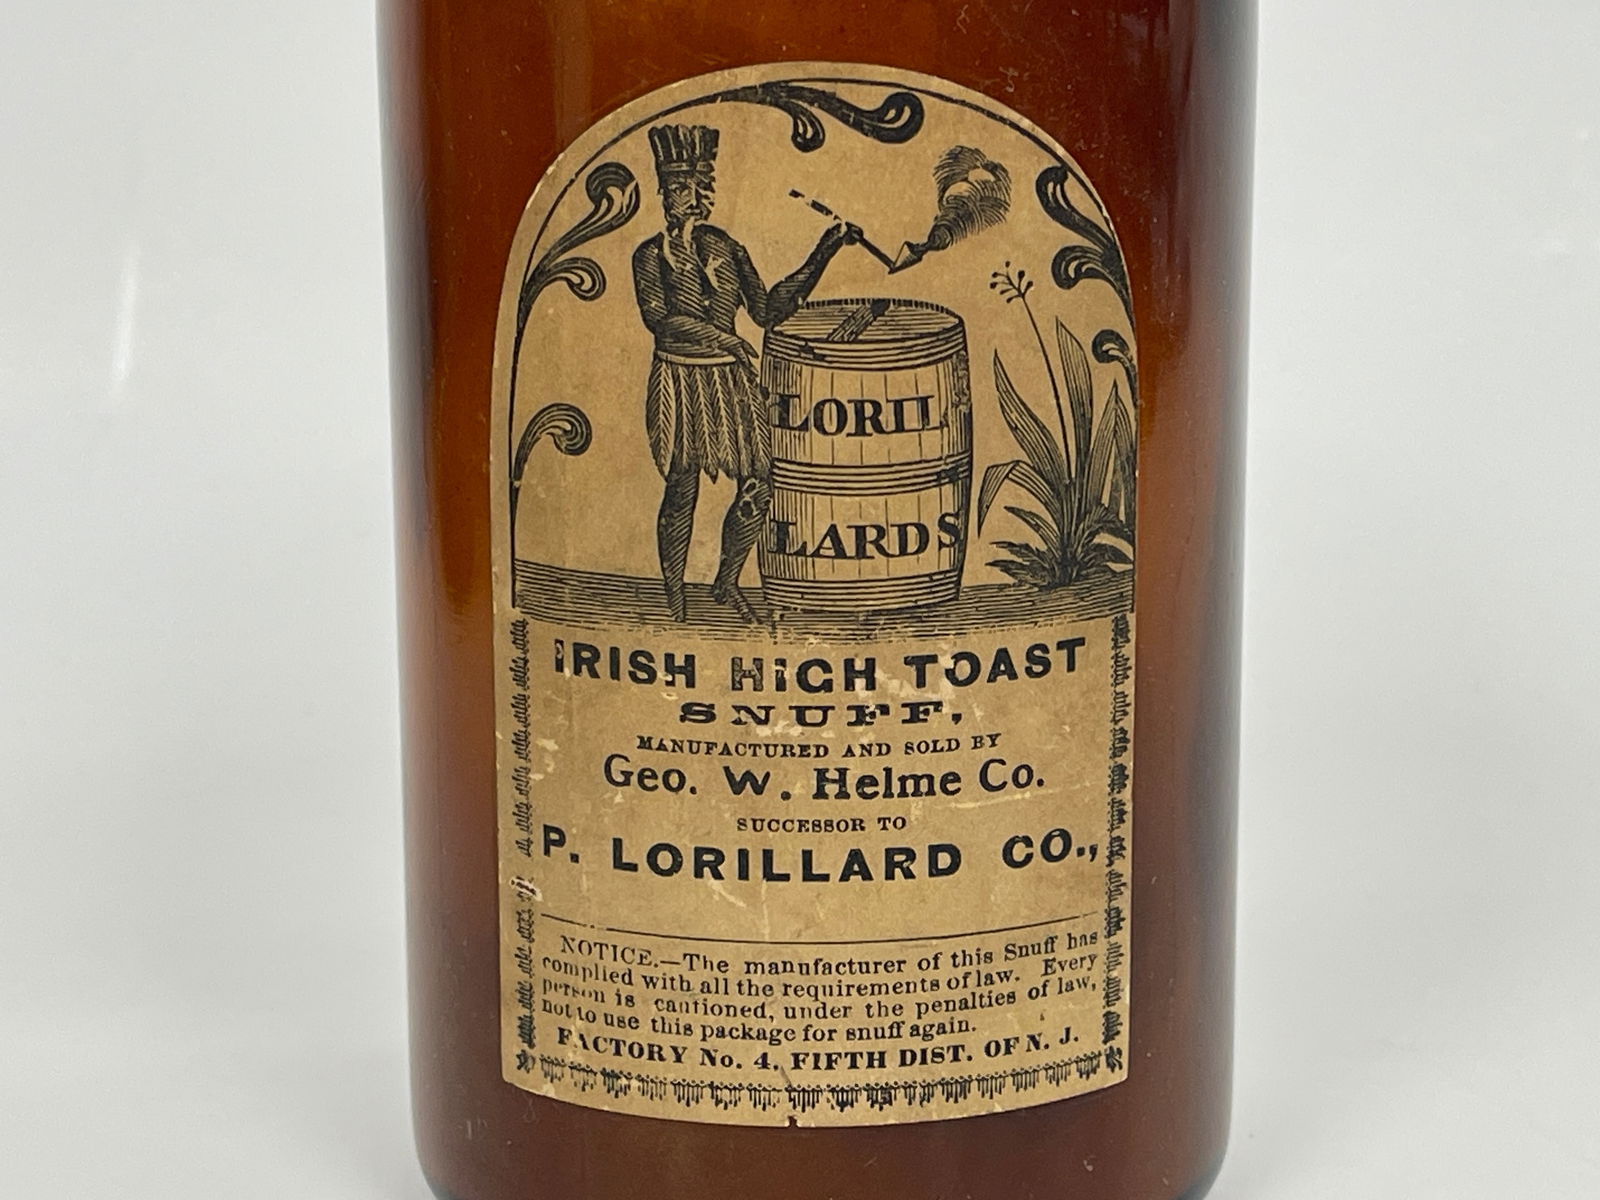 LORIL
LARDS
IRISH HIGH TOAST
SNUFF,
MANUFACTURED AND SOLD BY
Geo. W. Helme Co.
SUCCESSOR TO
P. LORILLARD CO.,
NOTICE.—The manufacturer of this Snuff has
complied with all the requirements of law. Every
person is cautioned, under the penalties of law,
not to use this package for snuff again.
FACTORY No. 4, FIFTH DIST. OF N. J.